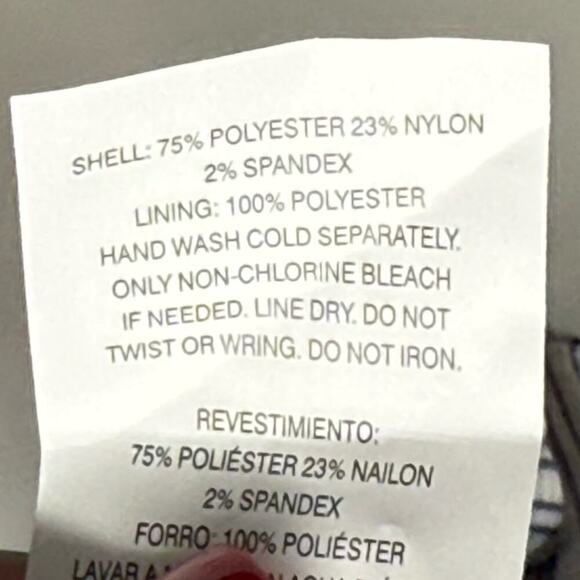 SHELL: 75% POLYESTER 23% NYLON
2% SPANDEX
LINING: 100% POLYESTER
HAND WASH COLD SEPARATELY.
ONLY NON-CHLORINE BLEACH
IF NEEDED. LINE DRY. DO NOT
TWIST OR WRING. DO NOT IRON.
REVESTIMIENTO:
75% POLIÉSTER 23% NAILON
2% SPANDEX
FORRO: 100% POLIÉSTER
LAVAR A